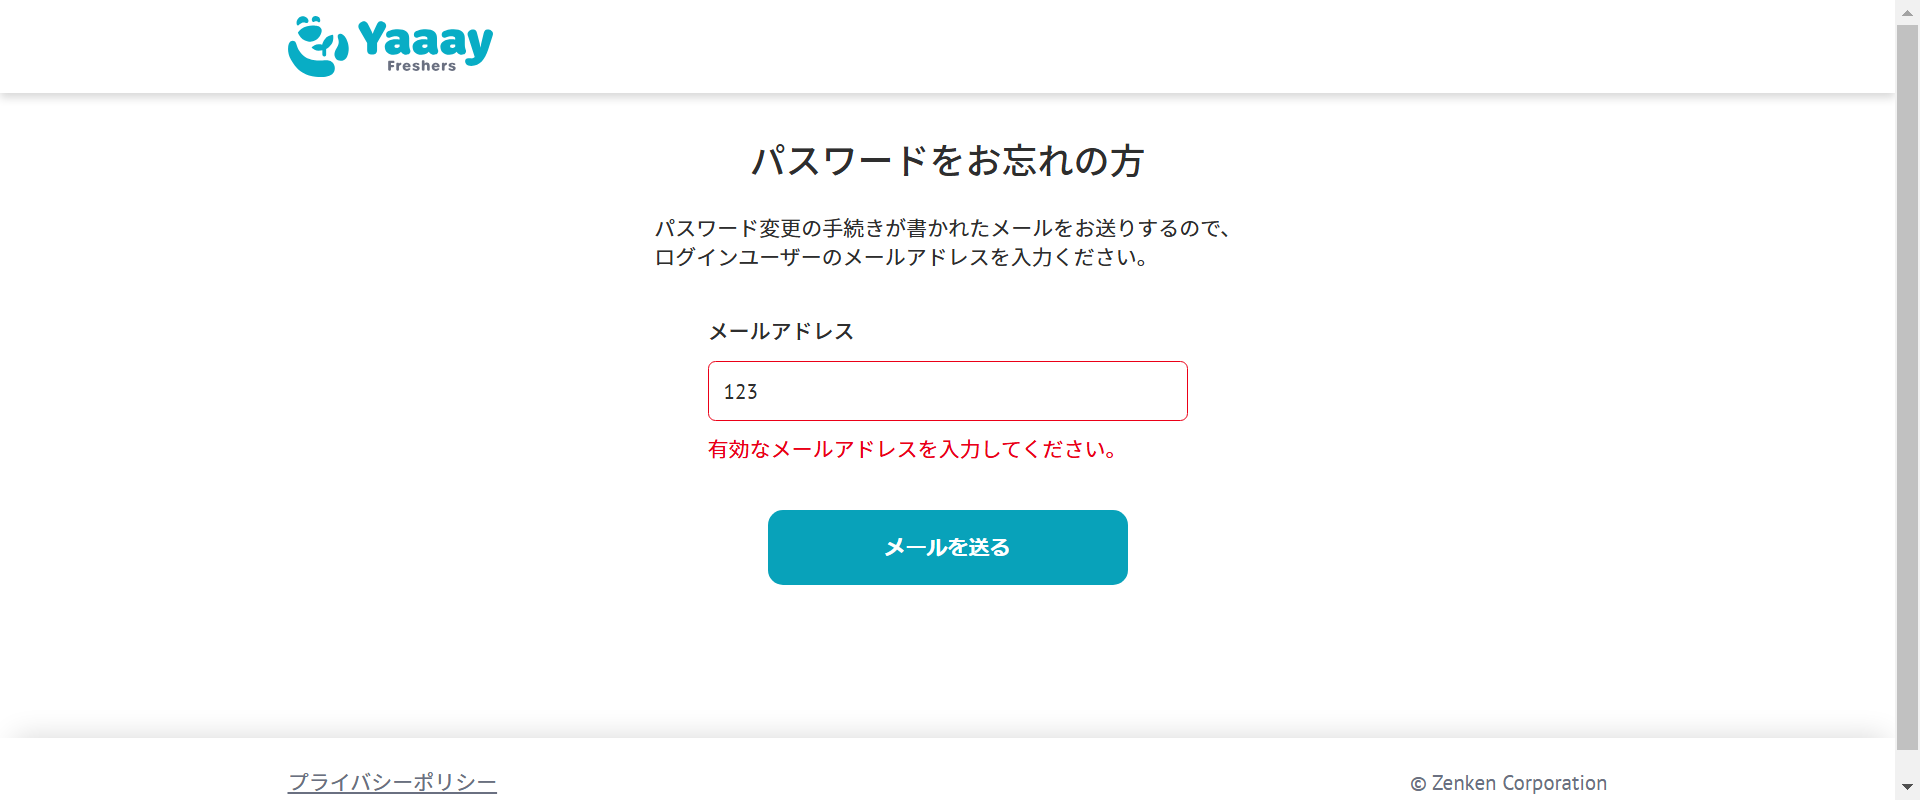 Yaaay
Freshers
パスワードをお忘れの方
パスワード変更の手続きが書かれたメールをお送りするので、
ログインユーザーのメールアドレスを入力ください。
メールアドレス
123
有効なメールアドレスを入力してください。
メールを送る
プライバシーポリシー
© Zenken Corporation